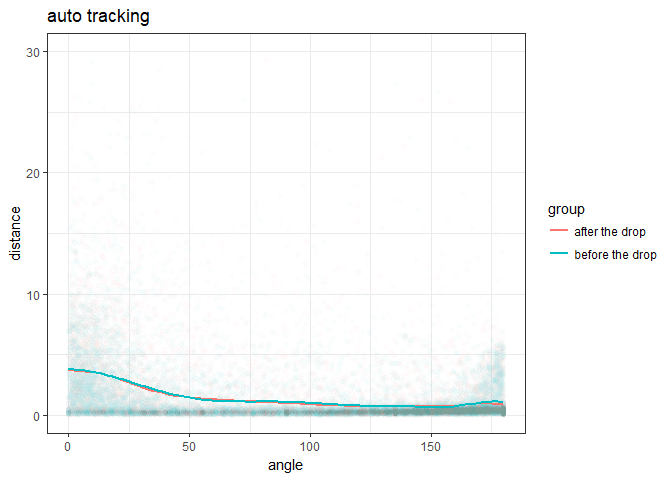 auto tracking
30
20
10
0
distance
0 50 100 150
angle
group
after the drop
before the drop